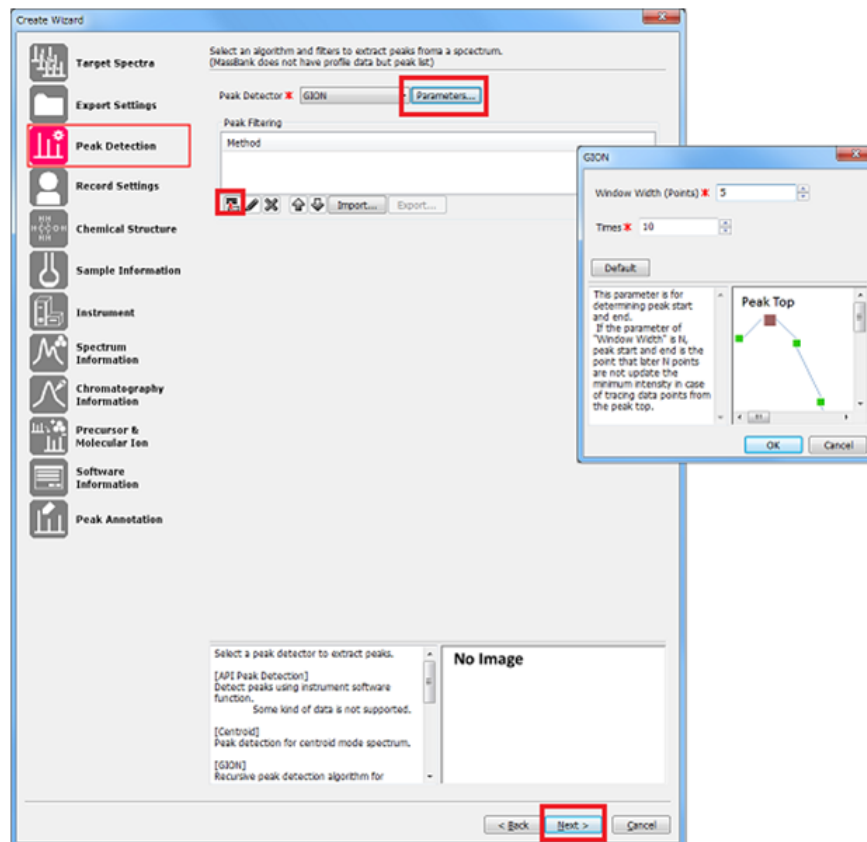 Create Wizard
Target Spectra
Export Settings
Peak Detection
Record Settings
Chemical Structure
Sample Information
Instrument
Spectrum
Information
Chromatography
Information
Precursor &
Molecular Ion
Software
Information
Peak Annotation
Select an algorithm and filters to extract peaks froma a spcectrum.
(MassBank does not have profile data but peak list)
Peak Detector * GION
Parameters...
Peak Filtering
Method
Import...
Export...
GION
Window Width (Points) * 5
Times * 10
Default
This parameter is for
determining peak start
and end.
If the parameter of
"Window Width" is N,
peak start and end is the
point that later N points
are not update the
minimum intensity in case
of tracing data points from
the peak top.
Peak Top
OK
Cancel
Select a peak detector to extract peaks.
[API Peak Detection]
Detect peaks using instrument software
function.
Some kind of data is not supported.
[Centroid]
Peak detection for centroid mode spectrum.
[GION]
Recursive peak detection algorithm for
No Image
< Back
Next >
Cancel